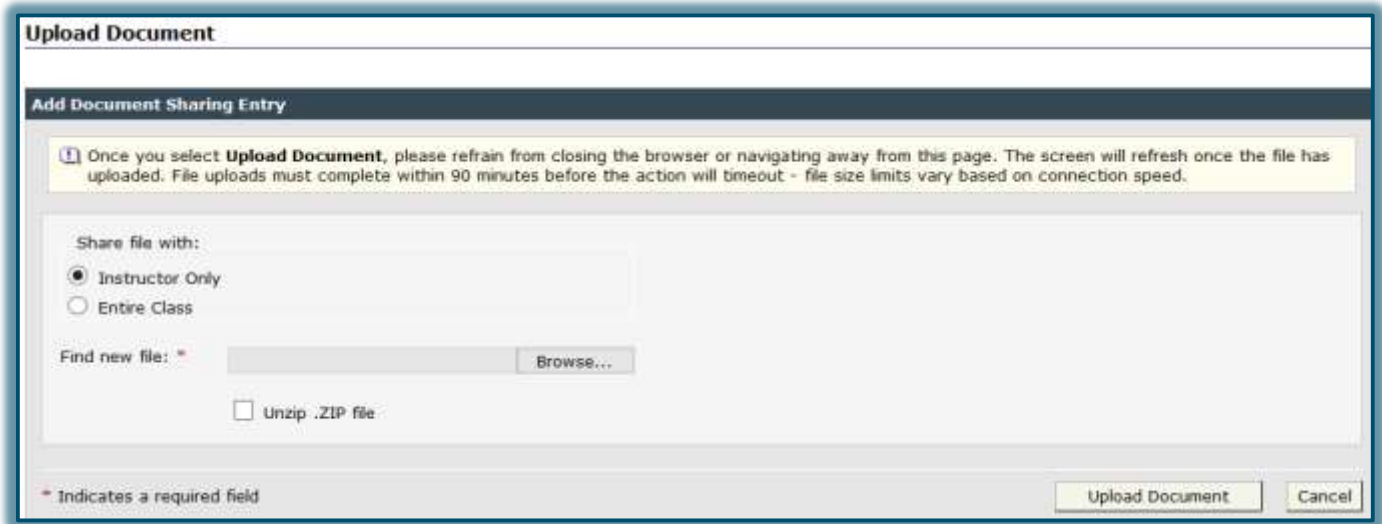 Upload Document
Add Document Sharing Entry
Once you select Upload Document, please refrain from closing the browser or navigating away from this page. The screen will refresh once the file has
uploaded. File uploads must complete within 90 minutes before the action will timeout - file size limits vary based on connection speed.
Share file with:
Instructor Only
Entire Class
Find new file: * Browse...
Unzip .ZIP file
* Indicates a required field Upload Document Cancel